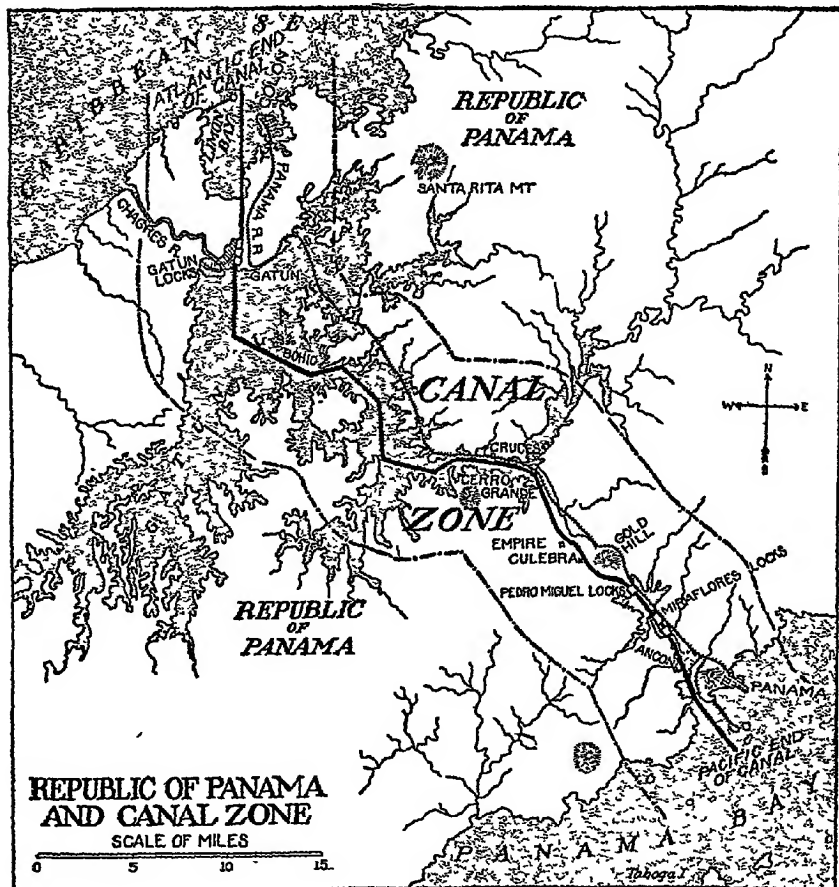 CARIBBEAN SEA
ATLANTIC END
OF CANAL
COLON
LIMON
BAY
PANAMA R.R.
REPUBLIC
OF
PANAMA
SANTA RITA MT
CHAGRES R.
GATUN
LOCKS
GATUN
BOHIO
CANAL
ZONE
N
W
E
S
CRUCES
CERRO
GRANDE
EMPIRE
CULEBRA
GOLD
HILL
PEDRO MIGUEL LOCKS
MIRAFLORES LOCKS
REPUBLIC
OF
PANAMA
ANCON
PANAMA
PACIFIC END
OF CANAL
PANAMA BAY
Taboga I.
REPUBLIC OF PANAMA
AND CANAL ZONE
SCALE OF MILES
0 5 10 15